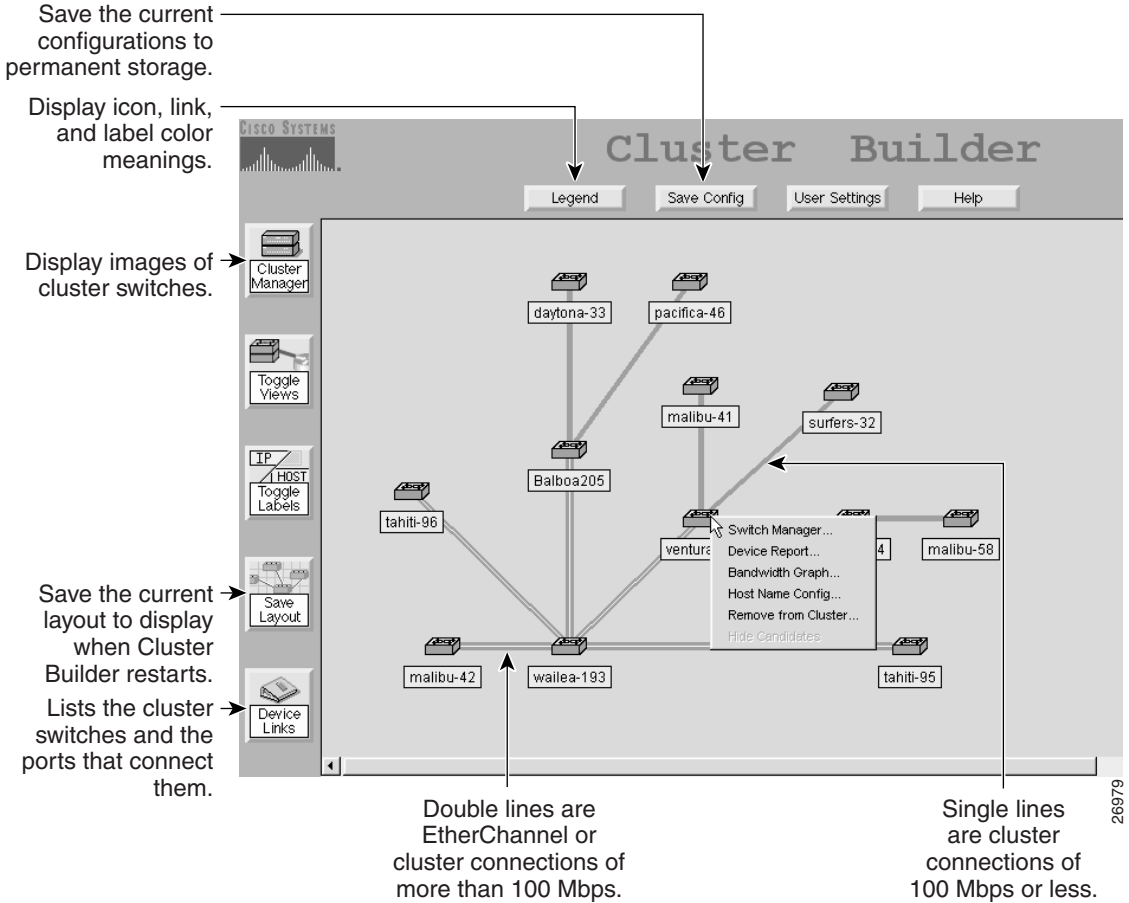 Save the current
configurations to
permanent storage.
Display icon, link,
and label color
meanings.
CISCO SYSTEMS
Cluster Builder
Legend
Save Config
User Settings
Help
Display images of
cluster switches.
Cluster
Manager
Toggle
Views
IP
HOST
Toggle
Labels
Save the current
layout to display
when Cluster
Builder restarts.
Save
Layout
Lists the cluster
switches and the
ports that connect
them.
Device
Links
daytona-33
pacifica-46
malibu-41
surfers-32
Balboa205
tahiti-96
ventura
4
malibu-58
Switch Manager...
Device Report...
Bandwidth Graph...
Host Name Config...
Remove from Cluster...
Hide Candidates
malibu-42
wailea-193
tahiti-95
Double lines are
EtherChannel or
cluster connections of
more than 100 Mbps.
Single lines
are cluster
connections of
100 Mbps or less.
26979